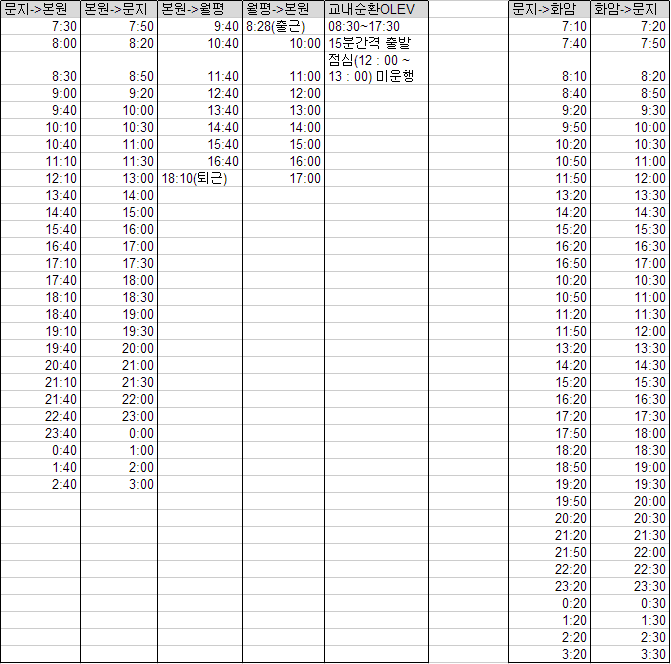 문지->본원 본원->문지 본원->월평 월평->본원 교내순환OLEV 문지->화암 화암->문지
7:30 7:50 9:40 8:28(출근) 08:30~17:30 7:10 7:20
8:00 8:20 10:40 10:00 15분간격 출발 7:40 7:50
점심(12 : 00 ~
8:30 8:50 11:40 11:00 13 : 00) 미운행 8:10 8:20
9:00 9:20 12:40 12:00 8:40 8:50
9:40 10:00 13:40 13:00 9:20 9:30
10:10 10:30 14:40 14:00 9:50 10:00
10:40 11:00 15:40 15:00 10:20 10:30
11:10 11:30 16:40 16:00 10:50 11:00
12:10 13:00 18:10(퇴근) 17:00 11:50 12:00
13:40 14:00 13:20 13:30
14:40 15:00 14:20 14:30
15:40 16:00 15:20 15:30
16:40 17:00 16:20 16:30
17:10 17:30 16:50 17:00
17:40 18:00 10:20 10:30
18:10 18:30 10:50 11:00
18:40 19:00 11:20 11:30
19:10 19:30 11:50 12:00
19:40 20:00 13:20 13:30
20:40 21:00 14:20 14:30
21:10 21:30 15:20 15:30
21:40 22:00 16:20 16:30
22:40 23:00 17:20 17:30
23:40 0:00 17:50 18:00
0:40 1:00 18:20 18:30
1:40 2:00 18:50 19:00
2:40 3:00 19:20 19:30
19:50 20:00
20:20 20:30
21:20 21:30
21:50 22:00
22:20 22:30
23:20 23:30
0:20 0:30
1:20 1:30
2:20 2:30
3:20 3:30